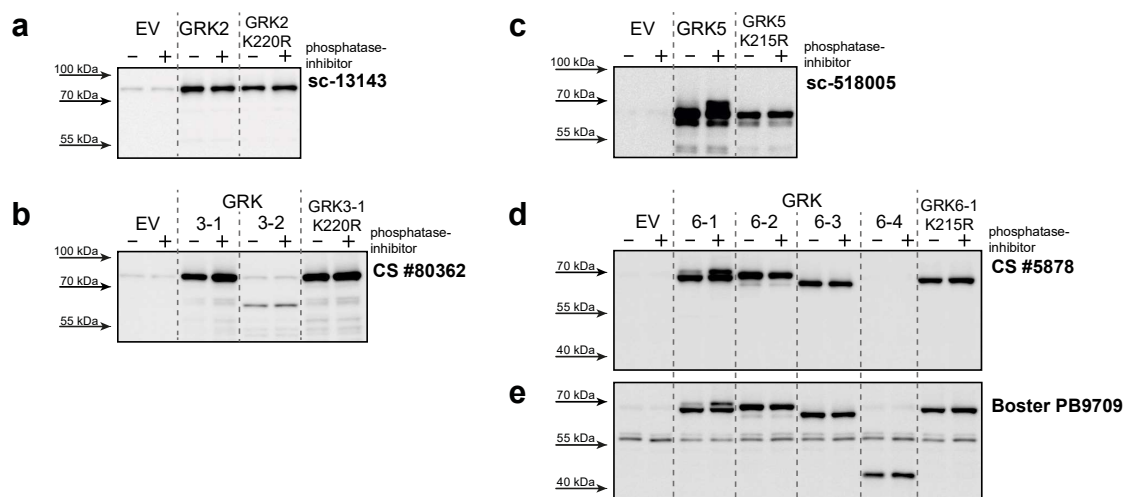 a
EV GRK2 GRK2 K220R
− + − + − + phosphatase-inhibitor
100 kDa
70 kDa
55 kDa
sc-13143
b
GRK
EV 3-1 3-2 GRK3-1 K220R
− + − + − + − + phosphatase-inhibitor
100 kDa
70 kDa
55 kDa
CS #80362
c
EV GRK5 GRK5 K215R
− + − + − + phosphatase-inhibitor
100 kDa
70 kDa
55 kDa
sc-518005
d
GRK
EV 6-1 6-2 6-3 6-4 GRK6-1 K215R
− + − + − + − + − + − + phosphatase-inhibitor
70 kDa
55 kDa
40 kDa
CS #5878
e
70 kDa
55 kDa
40 kDa
Boster PB9709